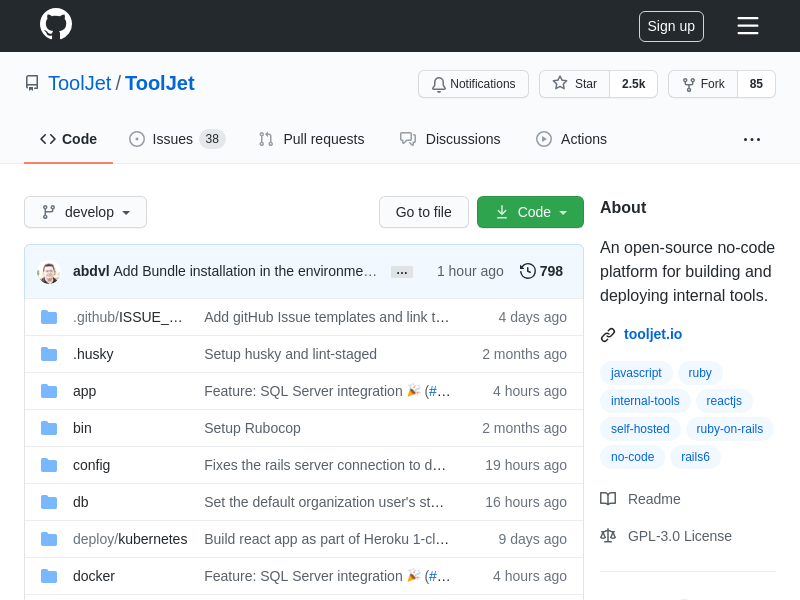 Sign up
ToolJet / ToolJet
Notifications
Star 2.5k
Fork 85
Code
Issues 38
Pull requests
Discussions
Actions
develop
Go to file
Code
abdvl Add Bundle installation in the environme… … 1 hour ago 798
.github/ISSUE_… Add gitHub Issue templates and link t… 4 days ago
.husky Setup husky and lint-staged 2 months ago
app Feature: SQL Server integration 🎉 (#… 4 hours ago
bin Setup Rubocop 2 months ago
config Fixes the rails server connection to d… 19 hours ago
db Set the default organization user's st… 16 hours ago
deploy/kubernetes Build react app as part of Heroku 1-cl… 9 days ago
docker Feature: SQL Server integration 🎉 (#… 4 hours ago
About
An open-source no-code
platform for building and
deploying internal tools.
tooljet.io
javascript ruby
internal-tools reactjs
self-hosted ruby-on-rails
no-code rails6
Readme
GPL-3.0 License